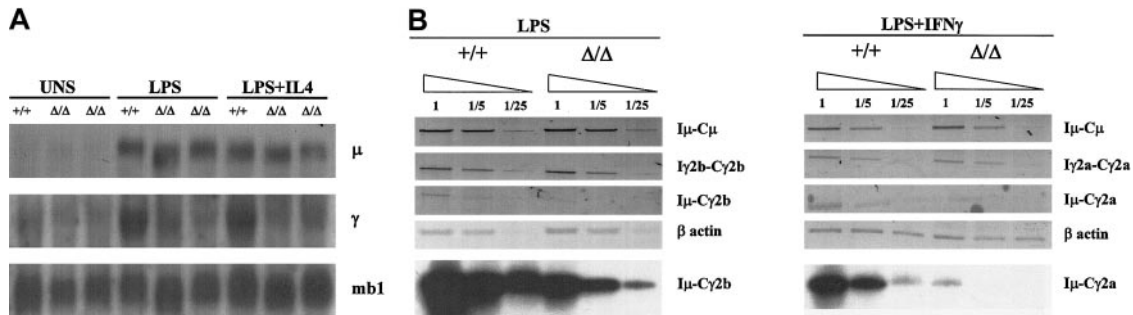 A
UNS LPS LPS+IL4
+/+ Δ/Δ Δ/Δ +/+ Δ/Δ Δ/Δ +/+ Δ/Δ Δ/Δ
μ
γ
mb1
B
LPS
+/+ Δ/Δ
1 1/5 1/25 1 1/5 1/25
Iμ-Cμ
Iγ2b-Cγ2b
Iμ-Cγ2b
β actin
Iμ-Cγ2b
LPS+IFNγ
+/+ Δ/Δ
1 1/5 1/25 1 1/5 1/25
Iμ-Cμ
Iγ2a-Cγ2a
Iμ-Cγ2a
β actin
Iμ-Cγ2a